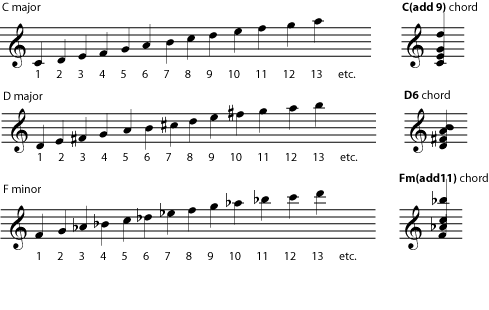 C major
C(add 9) chord
1 2 3 4 5 6 7 8 9 10 11 12 13 etc.
D major
D6 chord
1 2 3 4 5 6 7 8 9 10 11 12 13 etc.
F minor
Fm(add11) chord
1 2 3 4 5 6 7 8 9 10 11 12 13 etc.